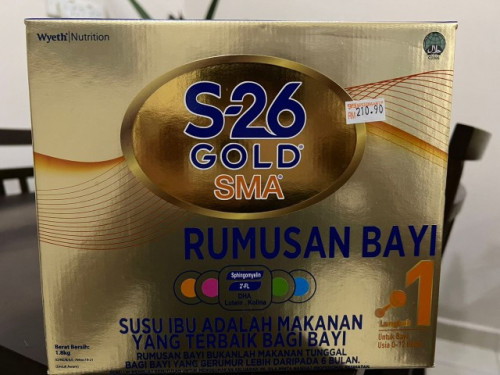 Wyeth | Nutrition
S-26
GOLD
SMA
RM 210.90
RUMUSAN BAYI
Sphingomyelin
2'-FL
DHA
Lutein Kolina
1
SUSU IBU ADALAH MAKANAN
YANG TERBAIK BAGI BAYI
RUMUSAN BAYI BUKANLAH MAKANAN TUNGGAL
BAGI BAYI YANG BERUMUR LEBIH DARIPADA 6 BULAN.
Berat Bersih:
1.8kg